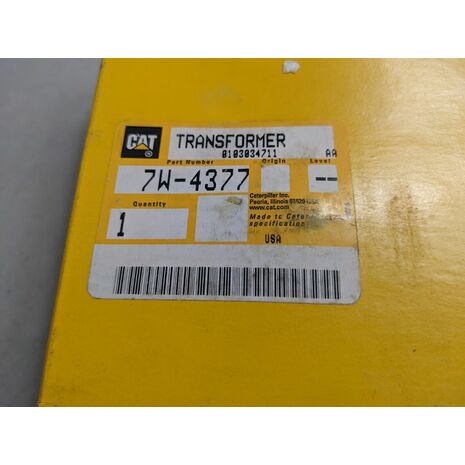 CAT
TRANSFORMER
0103034711 AA
Part Number Origin Level
7W-4377 --
Quantity
1
Caterpillar Inc.
Peoria, Illinois 61629 USA
www.cat.com
Made to Caterpillar
specification
USA